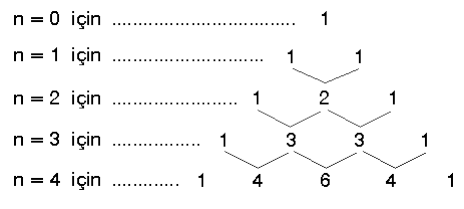 n = 0 için .................................. 1
n = 1 için ............................ 1 1
n = 2 için ........................ 1 2 1
n = 3 için ................. 1 3 3 1
n = 4 için ............. 1 4 6 4 1